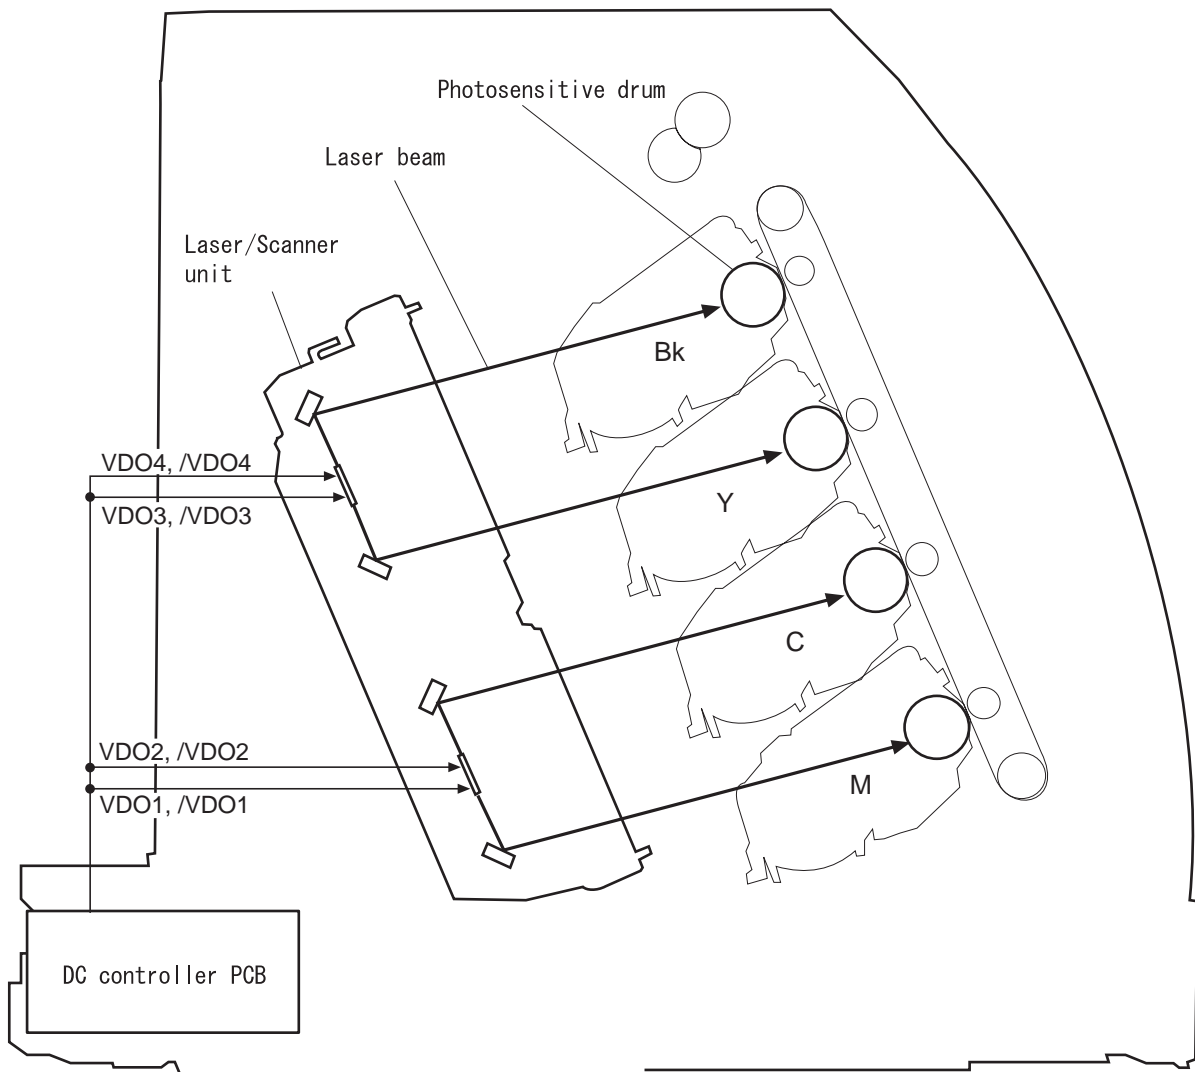 Photosensitive drum
Laser beam
Laser/Scanner
unit
Bk
VDO4, /VDO4
Y
VDO3, /VDO3
C
VDO2, /VDO2
M
VDO1, /VDO1
DC controller PCB